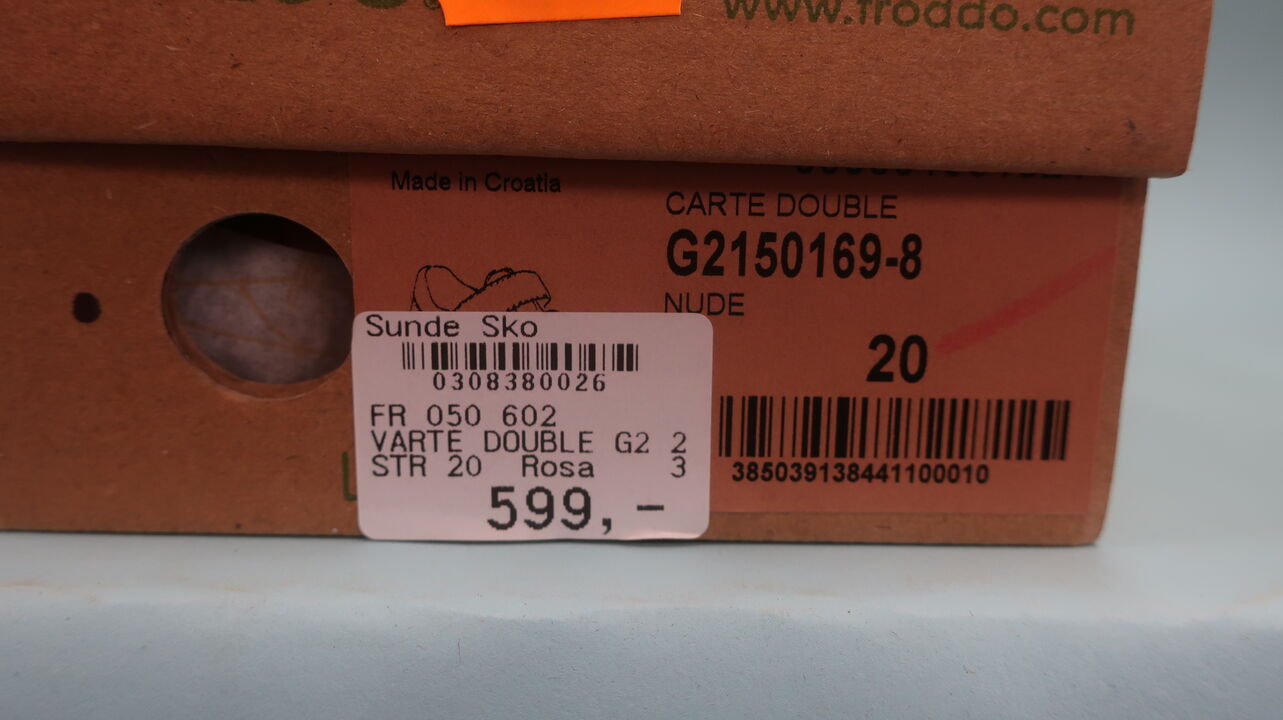 www.froddo.com
Made in Croatia
CARTE DOUBLE
G2150169-8
NUDE
20
385039138441100010
Sunde Sko
0308380026
FR 050 602
VARTE DOUBLE G2 2
STR 20 Rosa 3
599,-